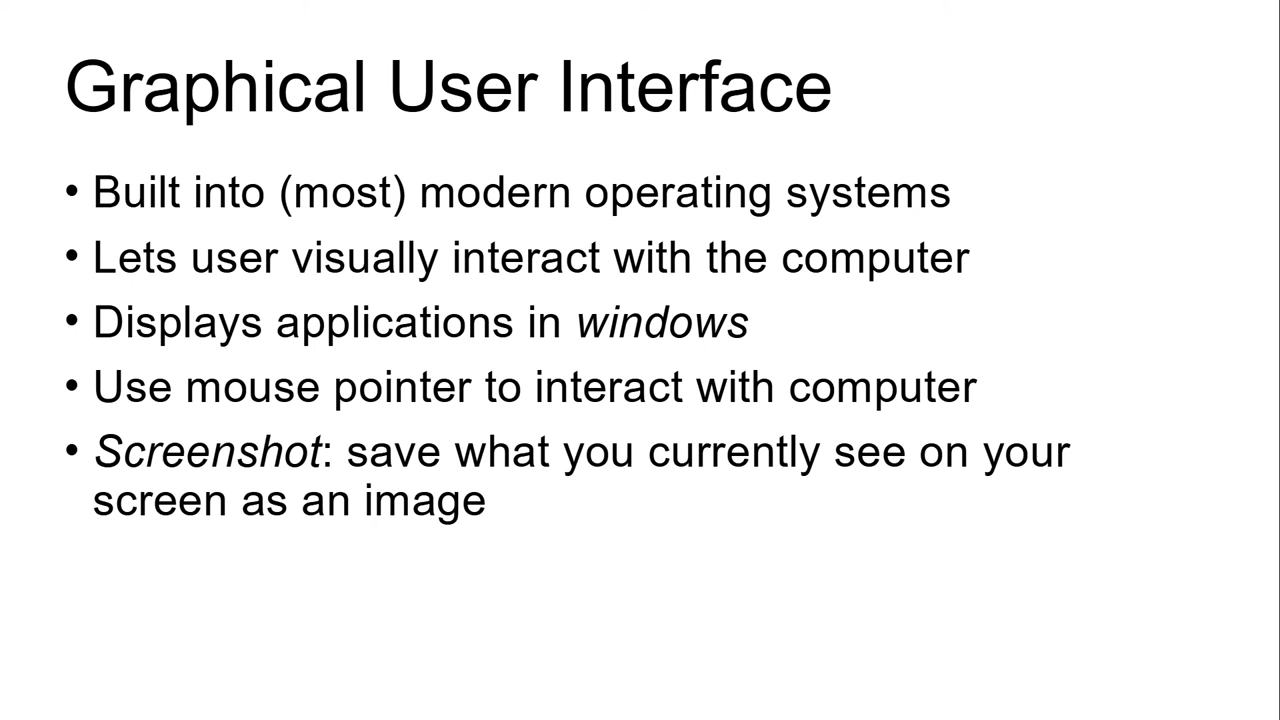 Graphical User Interface
• Built into (most) modern operating systems
• Lets user visually interact with the computer
• Displays applications in windows
• Use mouse pointer to interact with computer
• Screenshot: save what you currently see on your
screen as an image